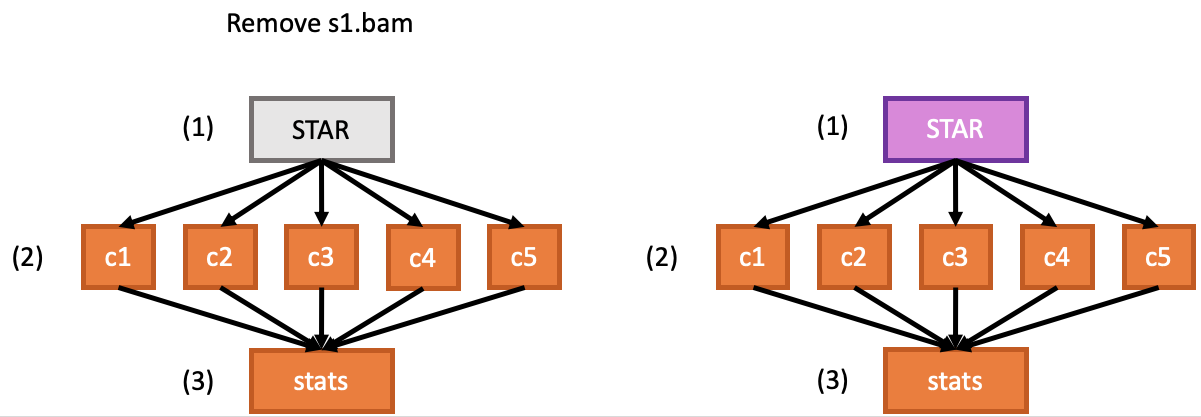 Remove s1.bam
(1) STAR
(2) c1 c2 c3 c4 c5
(3) stats
(1) STAR
(2) c1 c2 c3 c4 c5
(3) stats